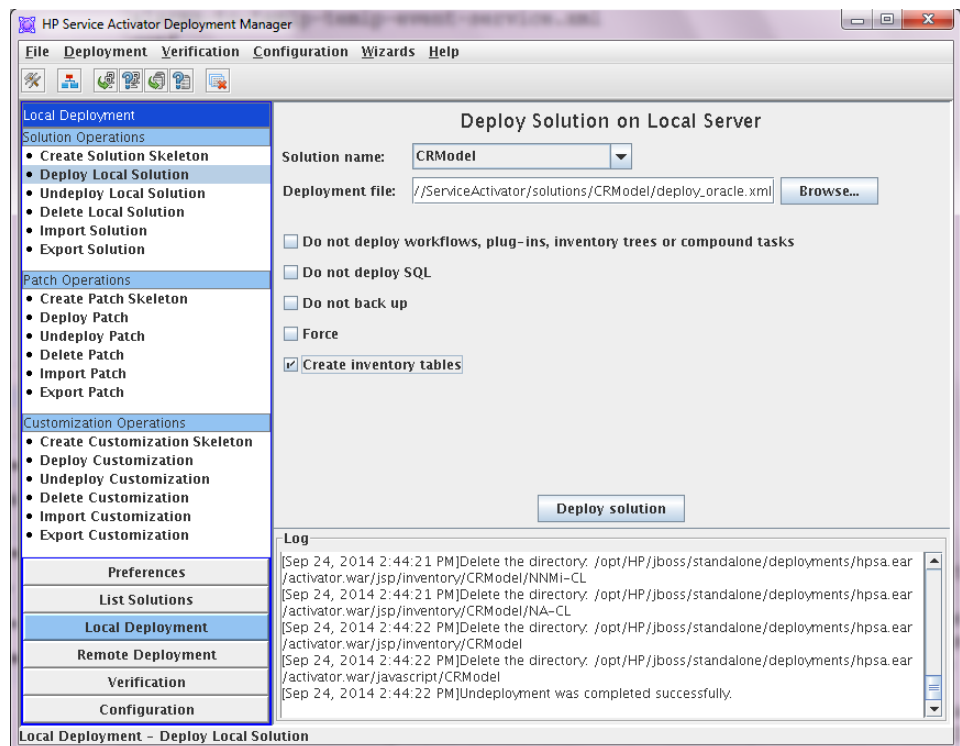 HP Service Activator Deployment Manager
File Deployment Verification Configuration Wizards Help
Local Deployment
Solution Operations
• Create Solution Skeleton
• Deploy Local Solution
• Undeploy Local Solution
• Delete Local Solution
• Import Solution
• Export Solution
Patch Operations
• Create Patch Skeleton
• Deploy Patch
• Undeploy Patch
• Delete Patch
• Import Patch
• Export Patch
Customization Operations
• Create Customization Skeleton
• Deploy Customization
• Undeploy Customization
• Delete Customization
• Import Customization
• Export Customization
Preferences
List Solutions
Local Deployment
Remote Deployment
Verification
Configuration
Deploy Solution on Local Server
Solution name: CRModel
Deployment file: //ServiceActivator/solutions/CRModel/deploy_oracle.xml Browse...
Do not deploy workflows, plug-ins, inventory trees or compound tasks
Do not deploy SQL
Do not back up
Force
Create inventory tables
Deploy solution
Log
[Sep 24, 2014 2:44:21 PM]Delete the directory: /opt/HP/jboss/standalone/deployments/hpsa.ear
/activator.war/jsp/inventory/CRModel/NNMi-CL
[Sep 24, 2014 2:44:21 PM]Delete the directory: /opt/HP/jboss/standalone/deployments/hpsa.ear
/activator.war/jsp/inventory/CRModel/NA-CL
[Sep 24, 2014 2:44:22 PM]Delete the directory: /opt/HP/jboss/standalone/deployments/hpsa.ear
/activator.war/jsp/inventory/CRModel
[Sep 24, 2014 2:44:22 PM]Delete the directory: /opt/HP/jboss/standalone/deployments/hpsa.ear
/activator.war/javascript/CRModel
[Sep 24, 2014 2:44:22 PM]Undeployment was completed successfully.
Local Deployment - Deploy Local Solution